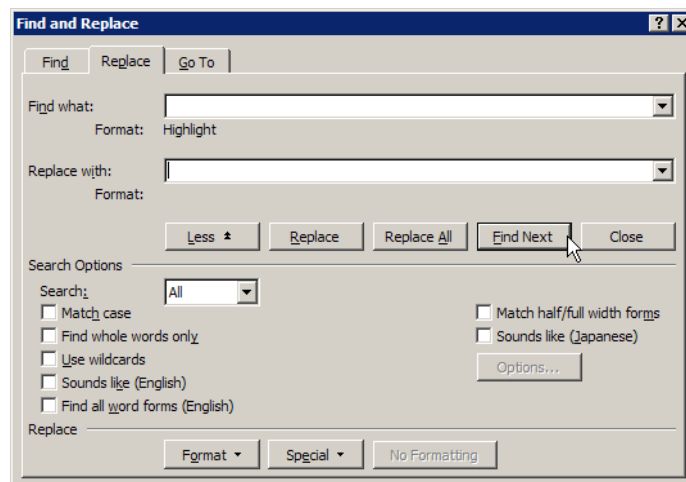 Find and Replace
Find Replace Go To
Find what:
Format: Highlight
Replace with:
Format:
Less Replace Replace All Find Next Close
Search Options
Search: All
Match case Match half/full width forms
Find whole words only Sounds like (Japanese)
Use wildcards Options...
Sounds like (English)
Find all word forms (English)
Replace
Format Special No Formatting